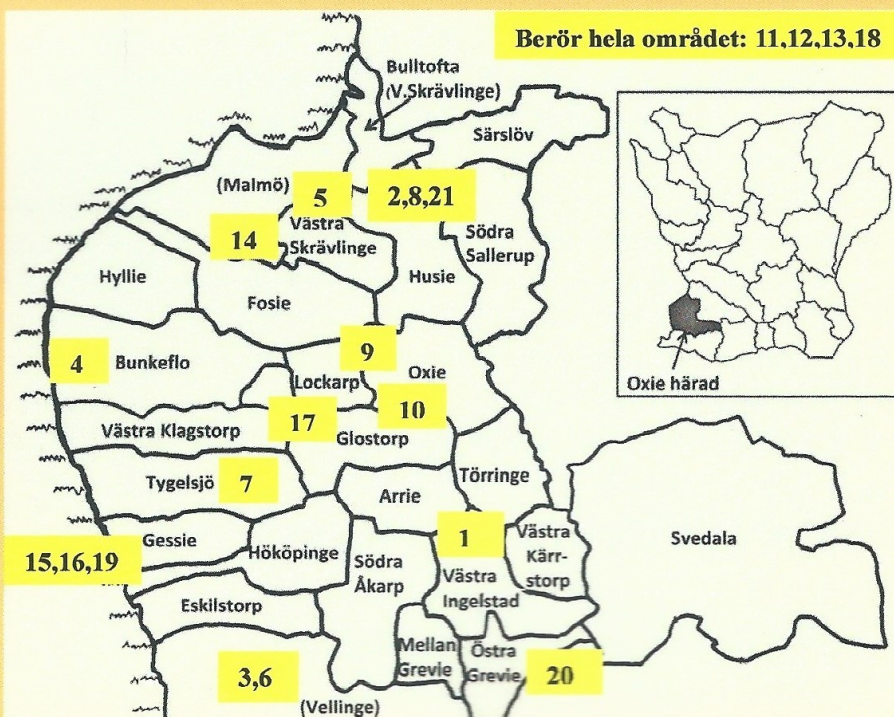 Berör hela området: 11,12,13,18
Bulltofta
(V.Skrävlinge)
Särslöv
(Malmö)
5
2,8,21
14
Västra
Skrävlinge
Södra
Sallerup
Hyllie
Husie
Fosie
Oxie härad
4
Bunkeflo
9
Lockarp
Oxie
10
17
Västra Klagstorp
Glostorp
Tygelsjö
7
Arrie
Törringe
Gessie
15,16,19
Hököpinge
1
Västra
Kärr-
storp
Svedala
Södra
Åkarp
Västra
Ingelstad
Eskilstorp
Mellan
Grevie
Östra
Grevie
20
3,6
(Vellinge)